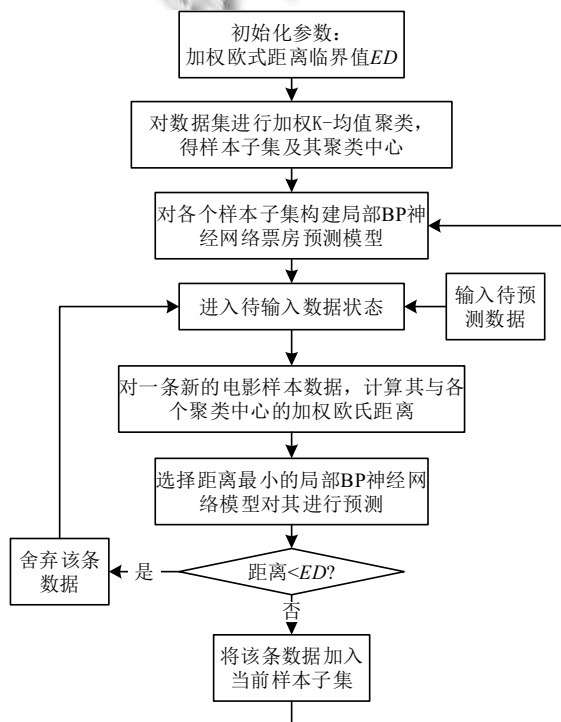 初始化参数：
加权欧式距离临界值ED
对数据集进行加权K-均值聚类，
得样本子集及其聚类中心
对各个样本子集构建局部BP神
经网络票房预测模型
进入待输入数据状态
输入待预
测数据
对一条新的电影样本数据，计算其与各
个聚类中心的加权欧氏距离
选择距离最小的局部BP神经网
络模型对其进行预测
距离<ED?
是
舍弃该条
数据
否
将该条数据加入
当前样本子集